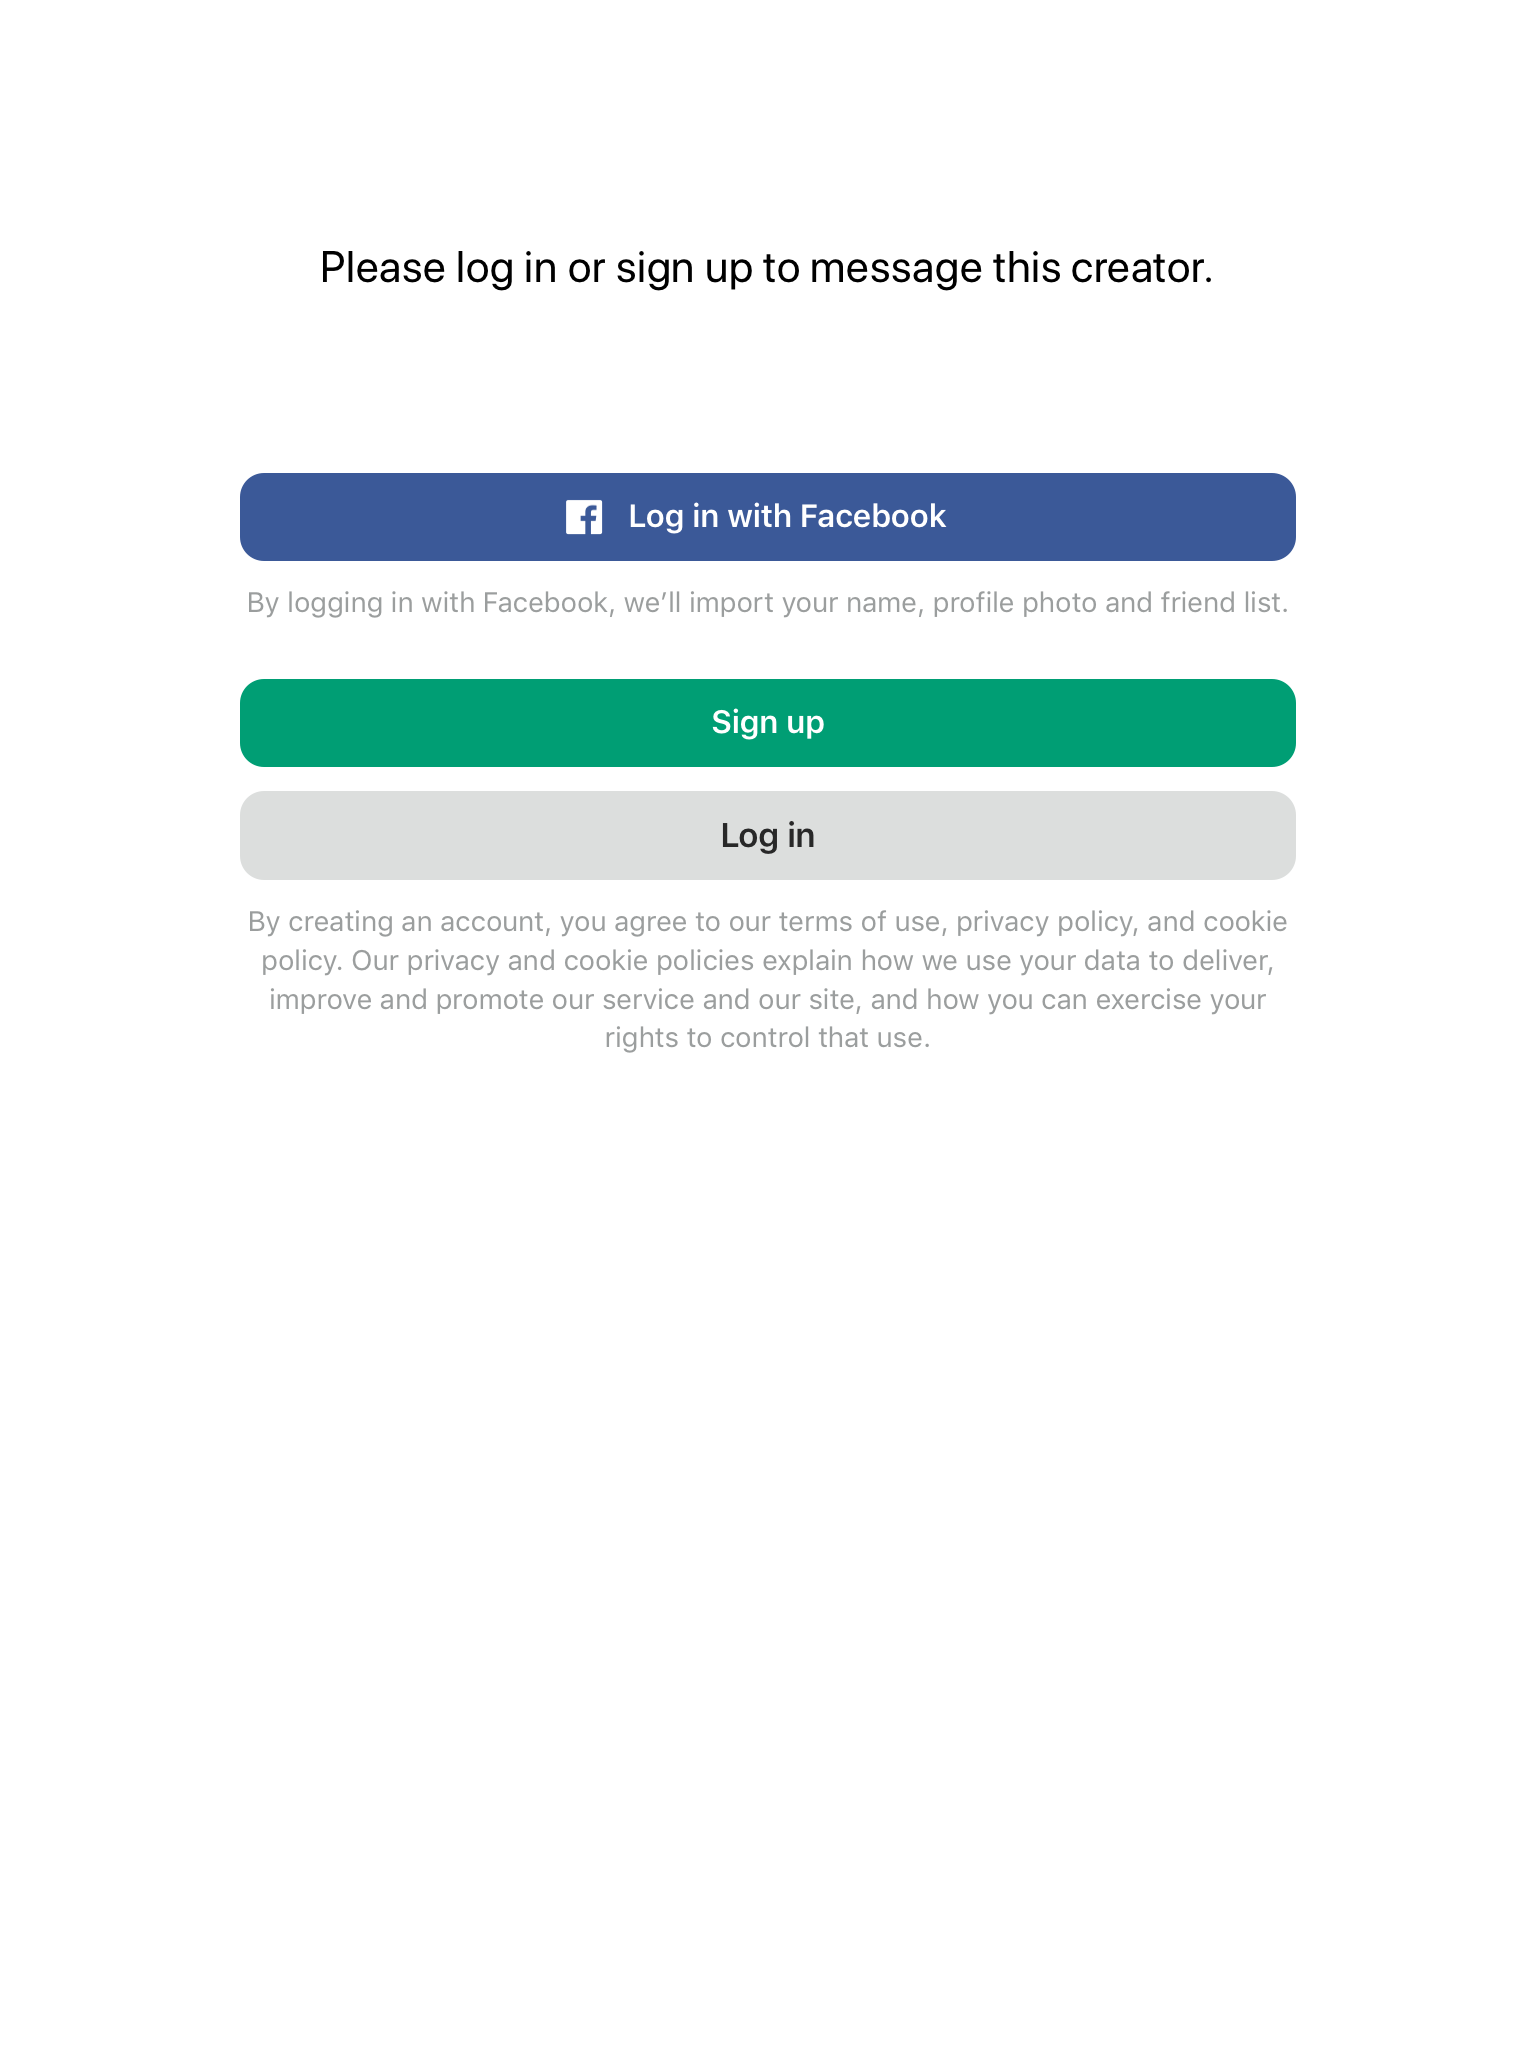 Please log in or sign up to message this creator.
Log in with Facebook
By logging in with Facebook, we’ll import your name, profile photo and friend list.
Sign up
Log in
By creating an account, you agree to our terms of use, privacy policy, and cookie
policy. Our privacy and cookie policies explain how we use your data to deliver,
improve and promote our service and our site, and how you can exercise your
rights to control that use.